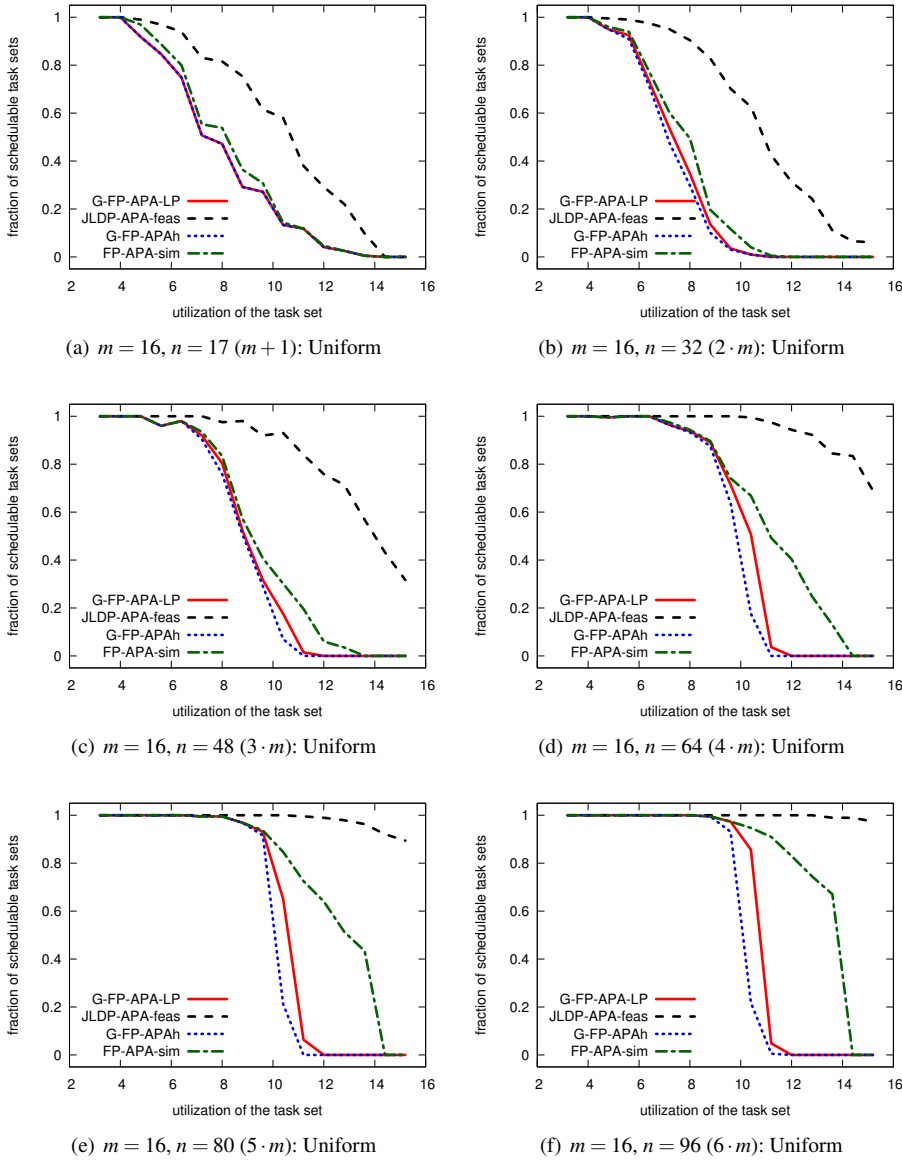 fraction of schedulable task sets
1
0.8
0.6
0.4
0.2
0
G-FP-APA-LP
JLDP-APA-feas
G-FP-APAh
FP-APA-sim
2 4 6 8 10 12 14 16
utilization of the task set
(a) m = 16, n = 17 (m+1): Uniform
fraction of schedulable task sets
1
0.8
0.6
0.4
0.2
0
G-FP-APA-LP
JLDP-APA-feas
G-FP-APAh
FP-APA-sim
2 4 6 8 10 12 14 16
utilization of the task set
(b) m = 16, n = 32 (2·m): Uniform
fraction of schedulable task sets
1
0.8
0.6
0.4
0.2
0
G-FP-APA-LP
JLDP-APA-feas
G-FP-APAh
FP-APA-sim
2 4 6 8 10 12 14 16
utilization of the task set
(c) m = 16, n = 48 (3·m): Uniform
fraction of schedulable task sets
1
0.8
0.6
0.4
0.2
0
G-FP-APA-LP
JLDP-APA-feas
G-FP-APAh
FP-APA-sim
2 4 6 8 10 12 14 16
utilization of the task set
(d) m = 16, n = 64 (4·m): Uniform
fraction of schedulable task sets
1
0.8
0.6
0.4
0.2
0
G-FP-APA-LP
JLDP-APA-feas
G-FP-APAh
FP-APA-sim
2 4 6 8 10 12 14 16
utilization of the task set
(e) m = 16, n = 80 (5·m): Uniform
fraction of schedulable task sets
1
0.8
0.6
0.4
0.2
0
G-FP-APA-LP
JLDP-APA-feas
G-FP-APAh
FP-APA-sim
2 4 6 8 10 12 14 16
utilization of the task set
(f) m = 16, n = 96 (6·m): Uniform